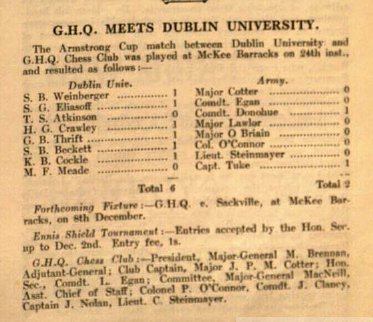 G.H.Q. MEETS DUBLIN UNIVERSITY.
The Armstrong Cup match between Dublin University and
G.H.Q. Chess Club was played at McKee Barracks on 24th inst.,
and resulted as follows:—
Dublin Unie. Army.
S. B. Weinberger ............... 1 Major Cotter ............... 0
S. G. Eliasoff ............... 1 Comdt. Egan ............... 0
T. S. Atkinson ............... 0 Comdt. Donohue ............... 1
H. G. Crawley ............... 1 Major Lawlor ............... 0
G. B. Thrift ............... 1 Major O Briain ............... 0
S. B. Beckett ............... 1 Col. O'Connor ............... 0
K. B. Cockle ............... 1 Lieut. Steinmayer ............... 0
M. F. Meade ............... 0 Capt. Tuke ............... 1
Total 6 Total 2
Forthcoming Fixture:—G.H.Q. v. Sackville, at McKee Bar-
racks, on 8th December.
Ennis Shield Tournament:—Entries accepted by the Hon. Sec.
up to Dec. 2nd. Entry fee, 1s.
G.H.Q. Chess Club:—President, Major-General M. Brennan,
Adjutant-General; Club Captain, Major J. P. M. Cotter; Hon.
Sec., Comdt. L. Egan; Committee, Major-General MacNeill,
Asst. Chief of Staff; Colonel P. O'Connor, Comdt. J. Clancy,
Captain J. Nolan, Lieut. C. Steinmayer.